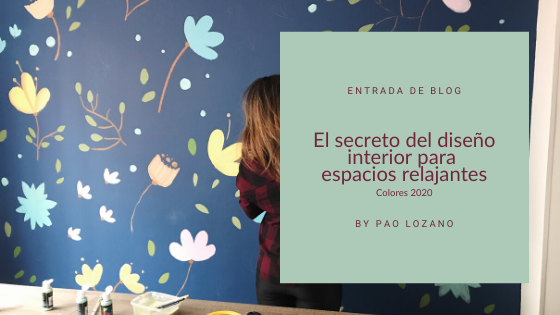 ENTRADA DE BLOG
El secreto del diseño
interior para
espacios relajantes
Colores 2020
BY PAO LOZANO